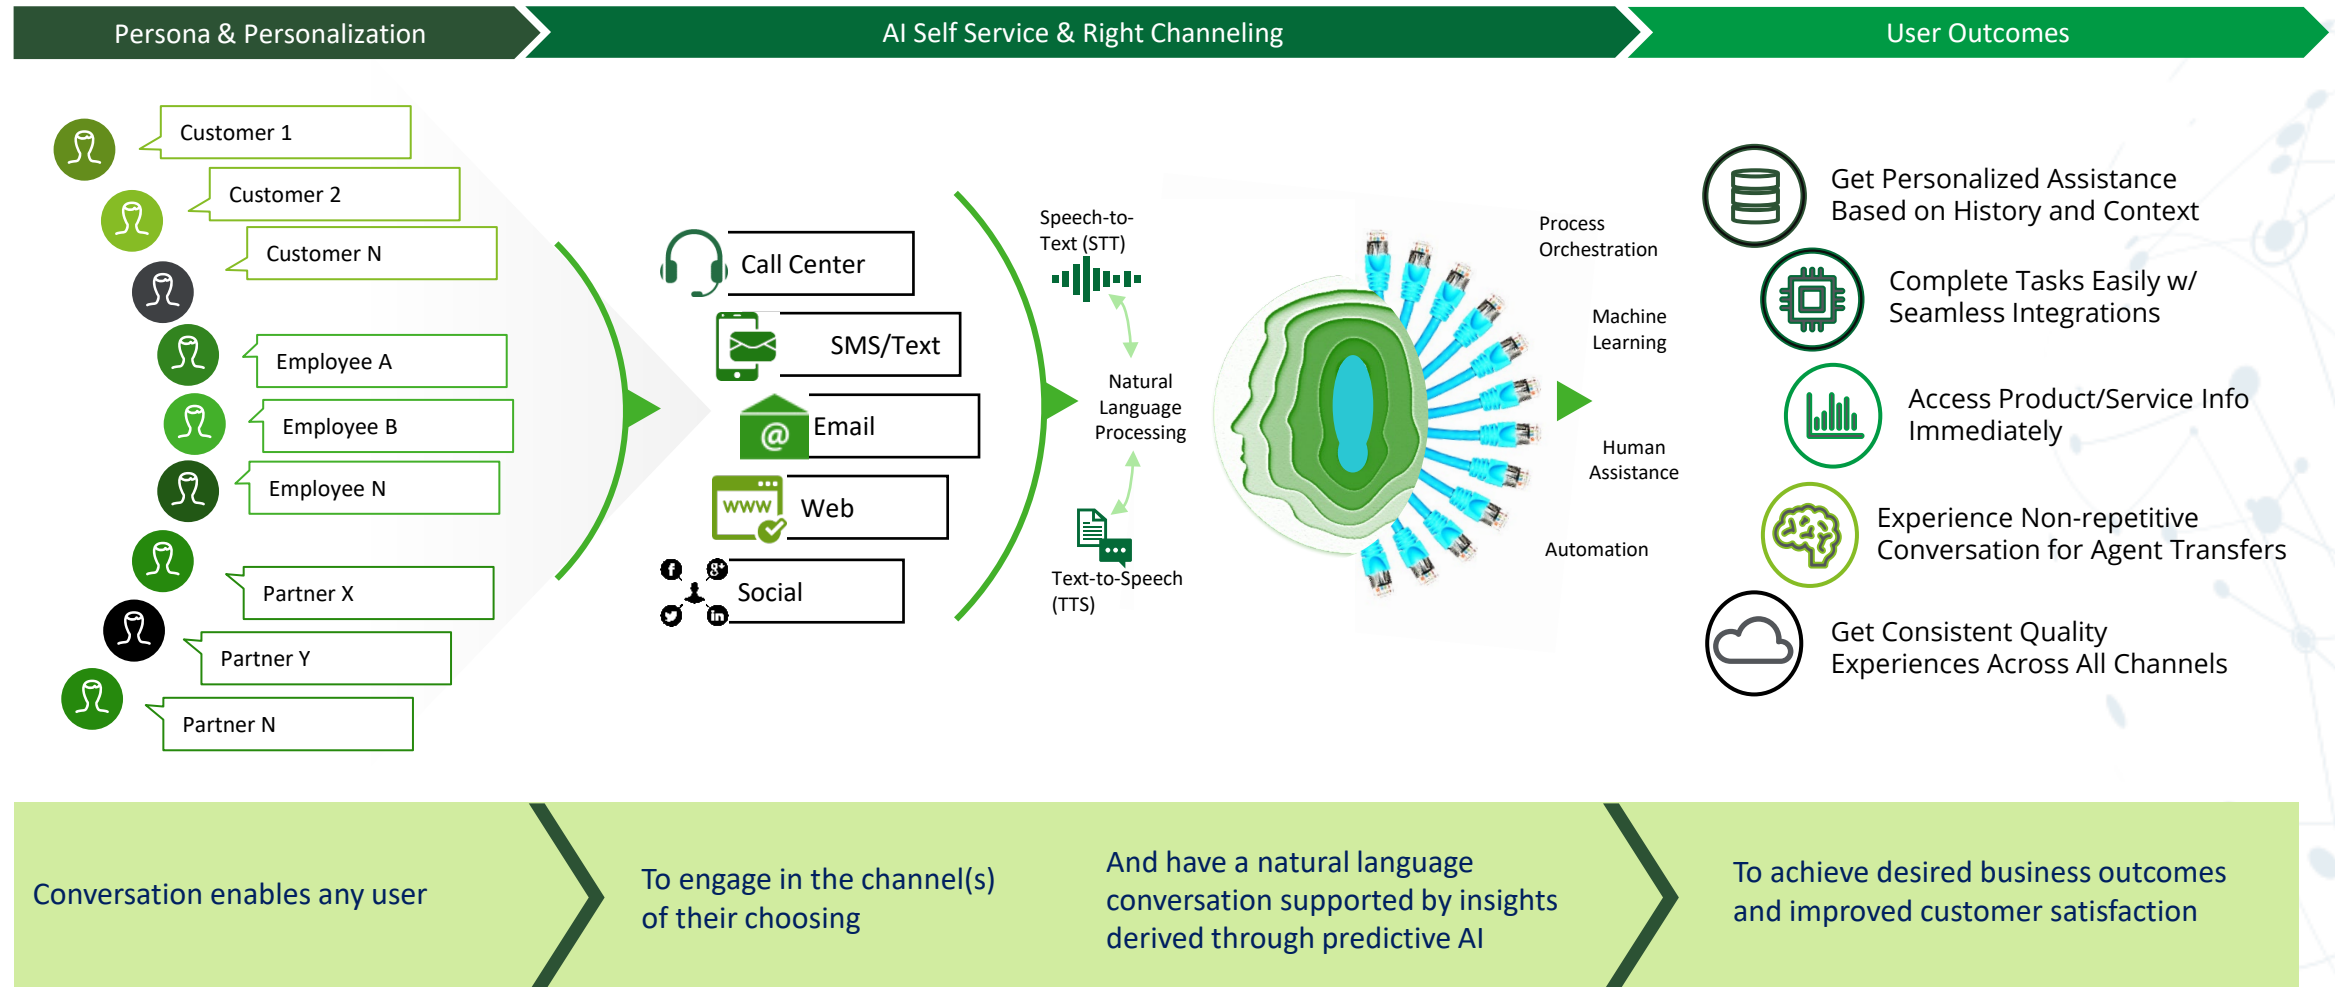 Persona & Personalization
AI Self Service & Right Channeling
User Outcomes
Customer 1
Customer 2
Customer N
Employee A
Employee B
Employee N
Partner X
Partner Y
Partner N
Call Center
SMS/Text
@
Email
www
Web
f
g+
in
Social
Speech-to-
Text (STT)
Natural
Language
Processing
Text-to-Speech
(TTS)
Process
Orchestration
Machine
Learning
Human
Assistance
Automation
Get Personalized Assistance
Based on History and Context
Complete Tasks Easily w/
Seamless Integrations
Access Product/Service Info
Immediately
Experience Non-repetitive
Conversation for Agent Transfers
Get Consistent Quality
Experiences Across All Channels
Conversation enables any user
To engage in the channel(s)
of their choosing
And have a natural language
conversation supported by insights
derived through predictive AI
To achieve desired business outcomes
and improved customer satisfaction